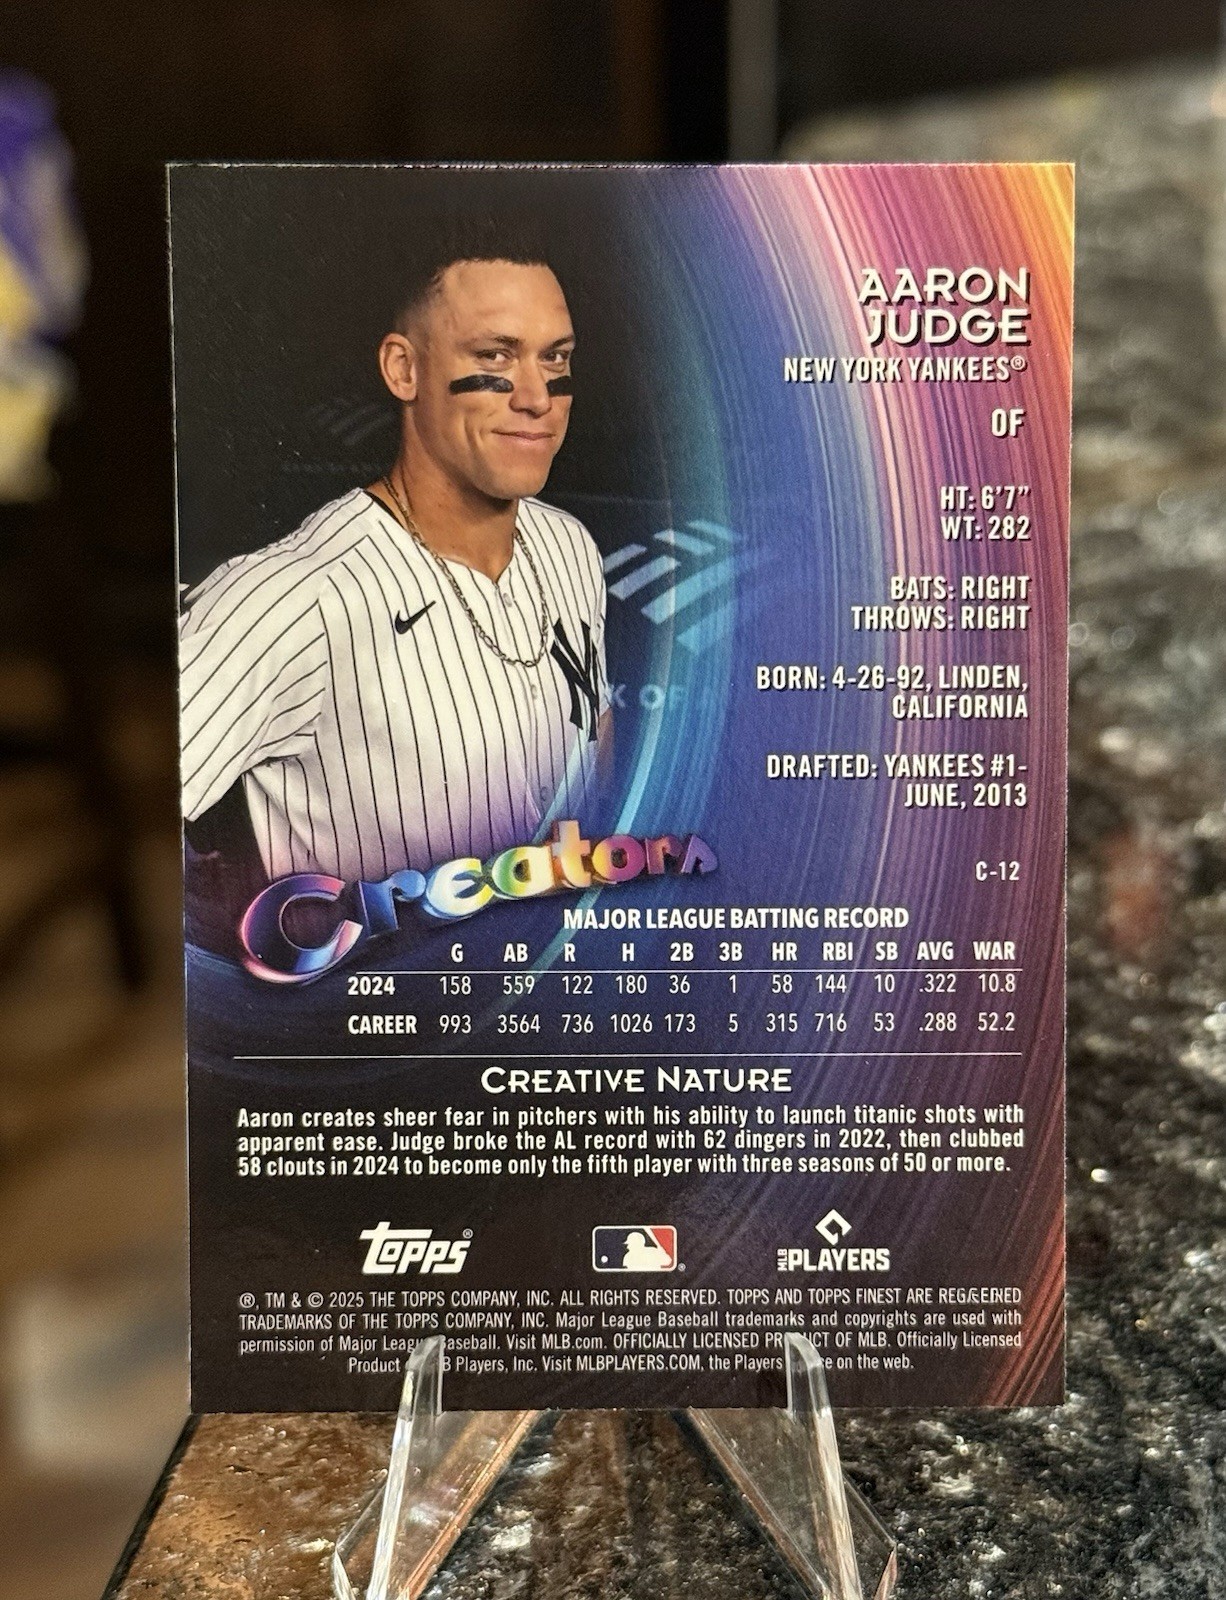 AARON
JUDGE
NEW YORK YANKEES®
OF
HT: 6'7"
WT: 282
BATS: RIGHT
THROWS: RIGHT
BORN: 4-26-92, LINDEN,
CALIFORNIA
K OF
DRAFTED: YANKEES #1-
JUNE, 2013
Creators
C-12
MAJOR LEAGUE BATTING RECORD
G AB R H 2B 3B HR RBI SB AVG WAR
2024 158 559 122 180 36 1 58 144 10 .322 10.8
CAREER 993 3564 736 1026 173 5 315 716 53 .288 52.2
CREATIVE NATURE
Aaron creates sheer fear in pitchers with his ability to launch titanic shots with
apparent ease. Judge broke the AL record with 62 dingers in 2022, then clubbed
58 clouts in 2024 to become only the fifth player with three seasons of 50 or more.
topps® MLB PLAYERS
®, TM & © 2025 THE TOPPS COMPANY, INC. ALL RIGHTS RESERVED. TOPPS AND TOPPS FINEST ARE
TRADEMARKS OF THE TOPPS COMPANY, INC. Major League Baseball trademarks and copyrights are used with
permission of Major League Baseball. Visit MLB.com. OFFICIALLY LICENSED OF MLB. Officially Licensed
Product Players, Inc. Visit MLBPLAYERS.COM, the Players on the web.